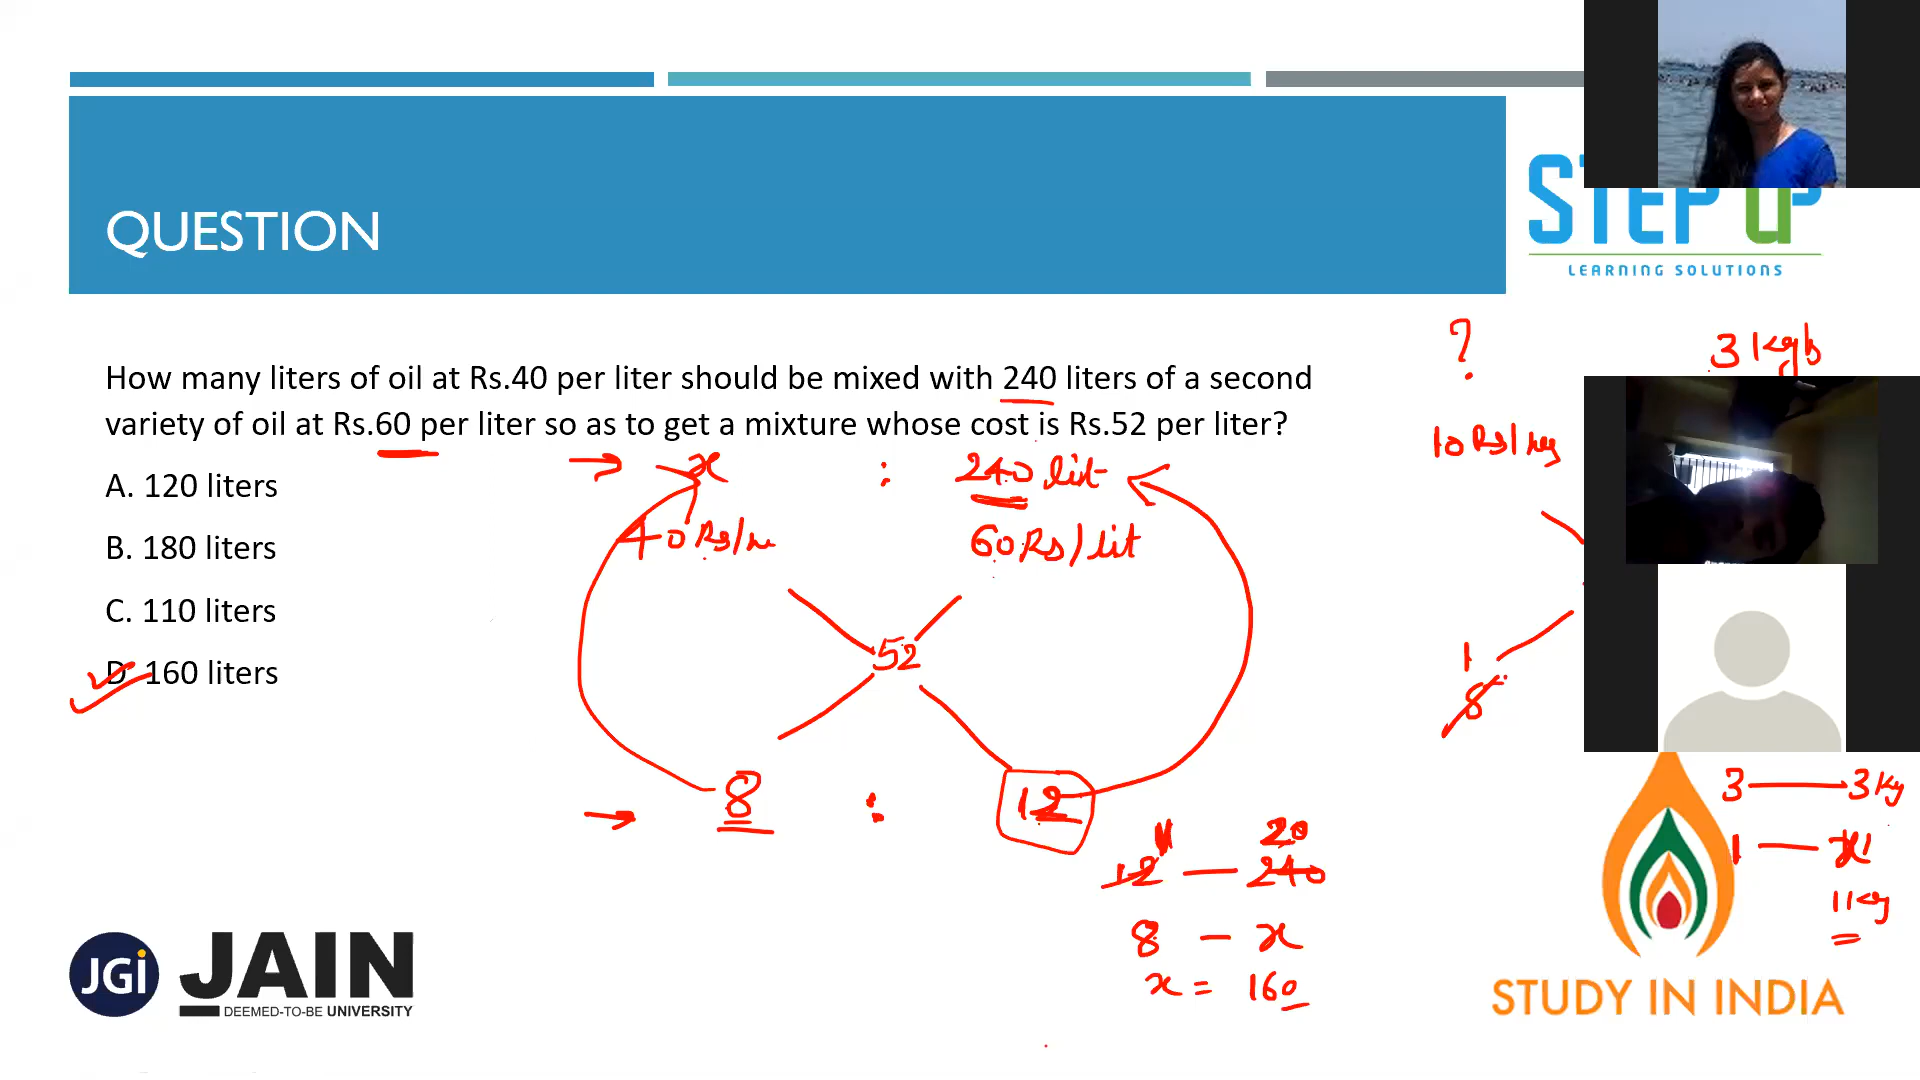 STEP UP
LEARNING SOLUTIONS
QUESTION
?
How many liters of oil at Rs.40 per liter should be mixed with 240 liters of a second
variety of oil at Rs.60 per liter so as to get a mixture whose cost is Rs.52 per liter?
A. 120 liters
B. 180 liters
C. 110 liters
D. 160 liters
x : 240 lit
40 Rs/ 60 Rs/lit
52
8 : 12
20
12 — 240
8 — x
x = 160
3 kgs
10 Rs/kg
1
8
3 — 3 kg
1 — x
1 kg
JGi JAIN
DEEMED-TO-BE UNIVERSITY
STUDY IN INDIA